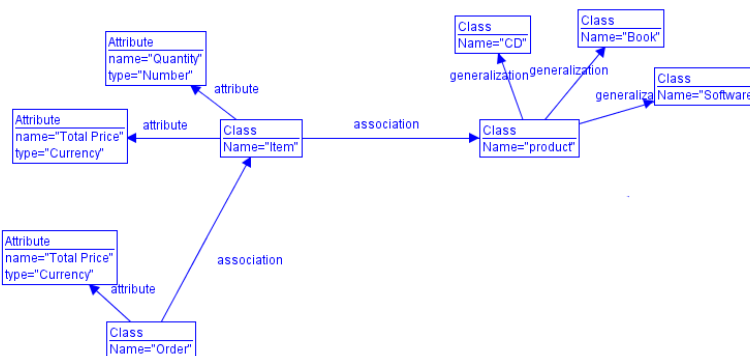 Class
Name="CD"
Class
Name="Book"
Attribute
name="Quantity"
type="Number"
attribute
generalization
generalization
Class
Name="Software
generaliza
Attribute
name="Total Price"
type="Currency"
attribute
Class
Name="Item"
association
Class
Name="product"
Attribute
name="Total Price"
type="Currency"
association
attribute
Class
Name="Order"